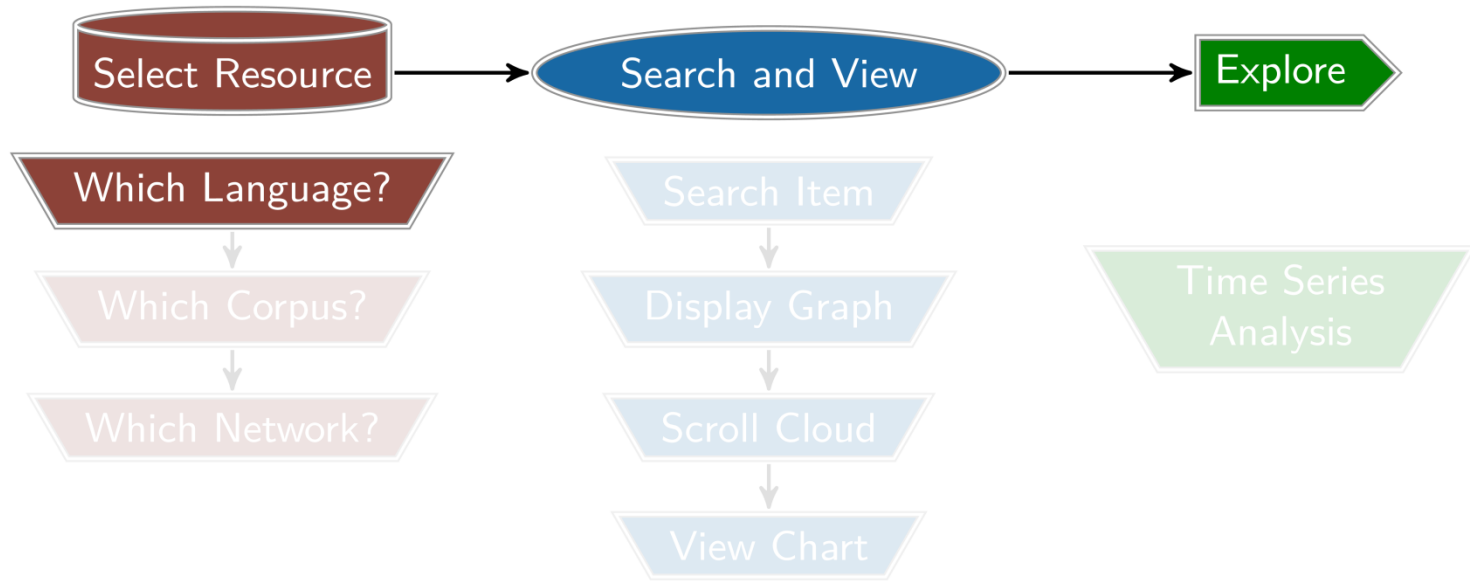 Select Resource
Search and View
Explore
Which Language?
Which Corpus?
Which Network?
Search Item
Display Graph
Scroll Cloud
View Chart
Time Series
Analysis